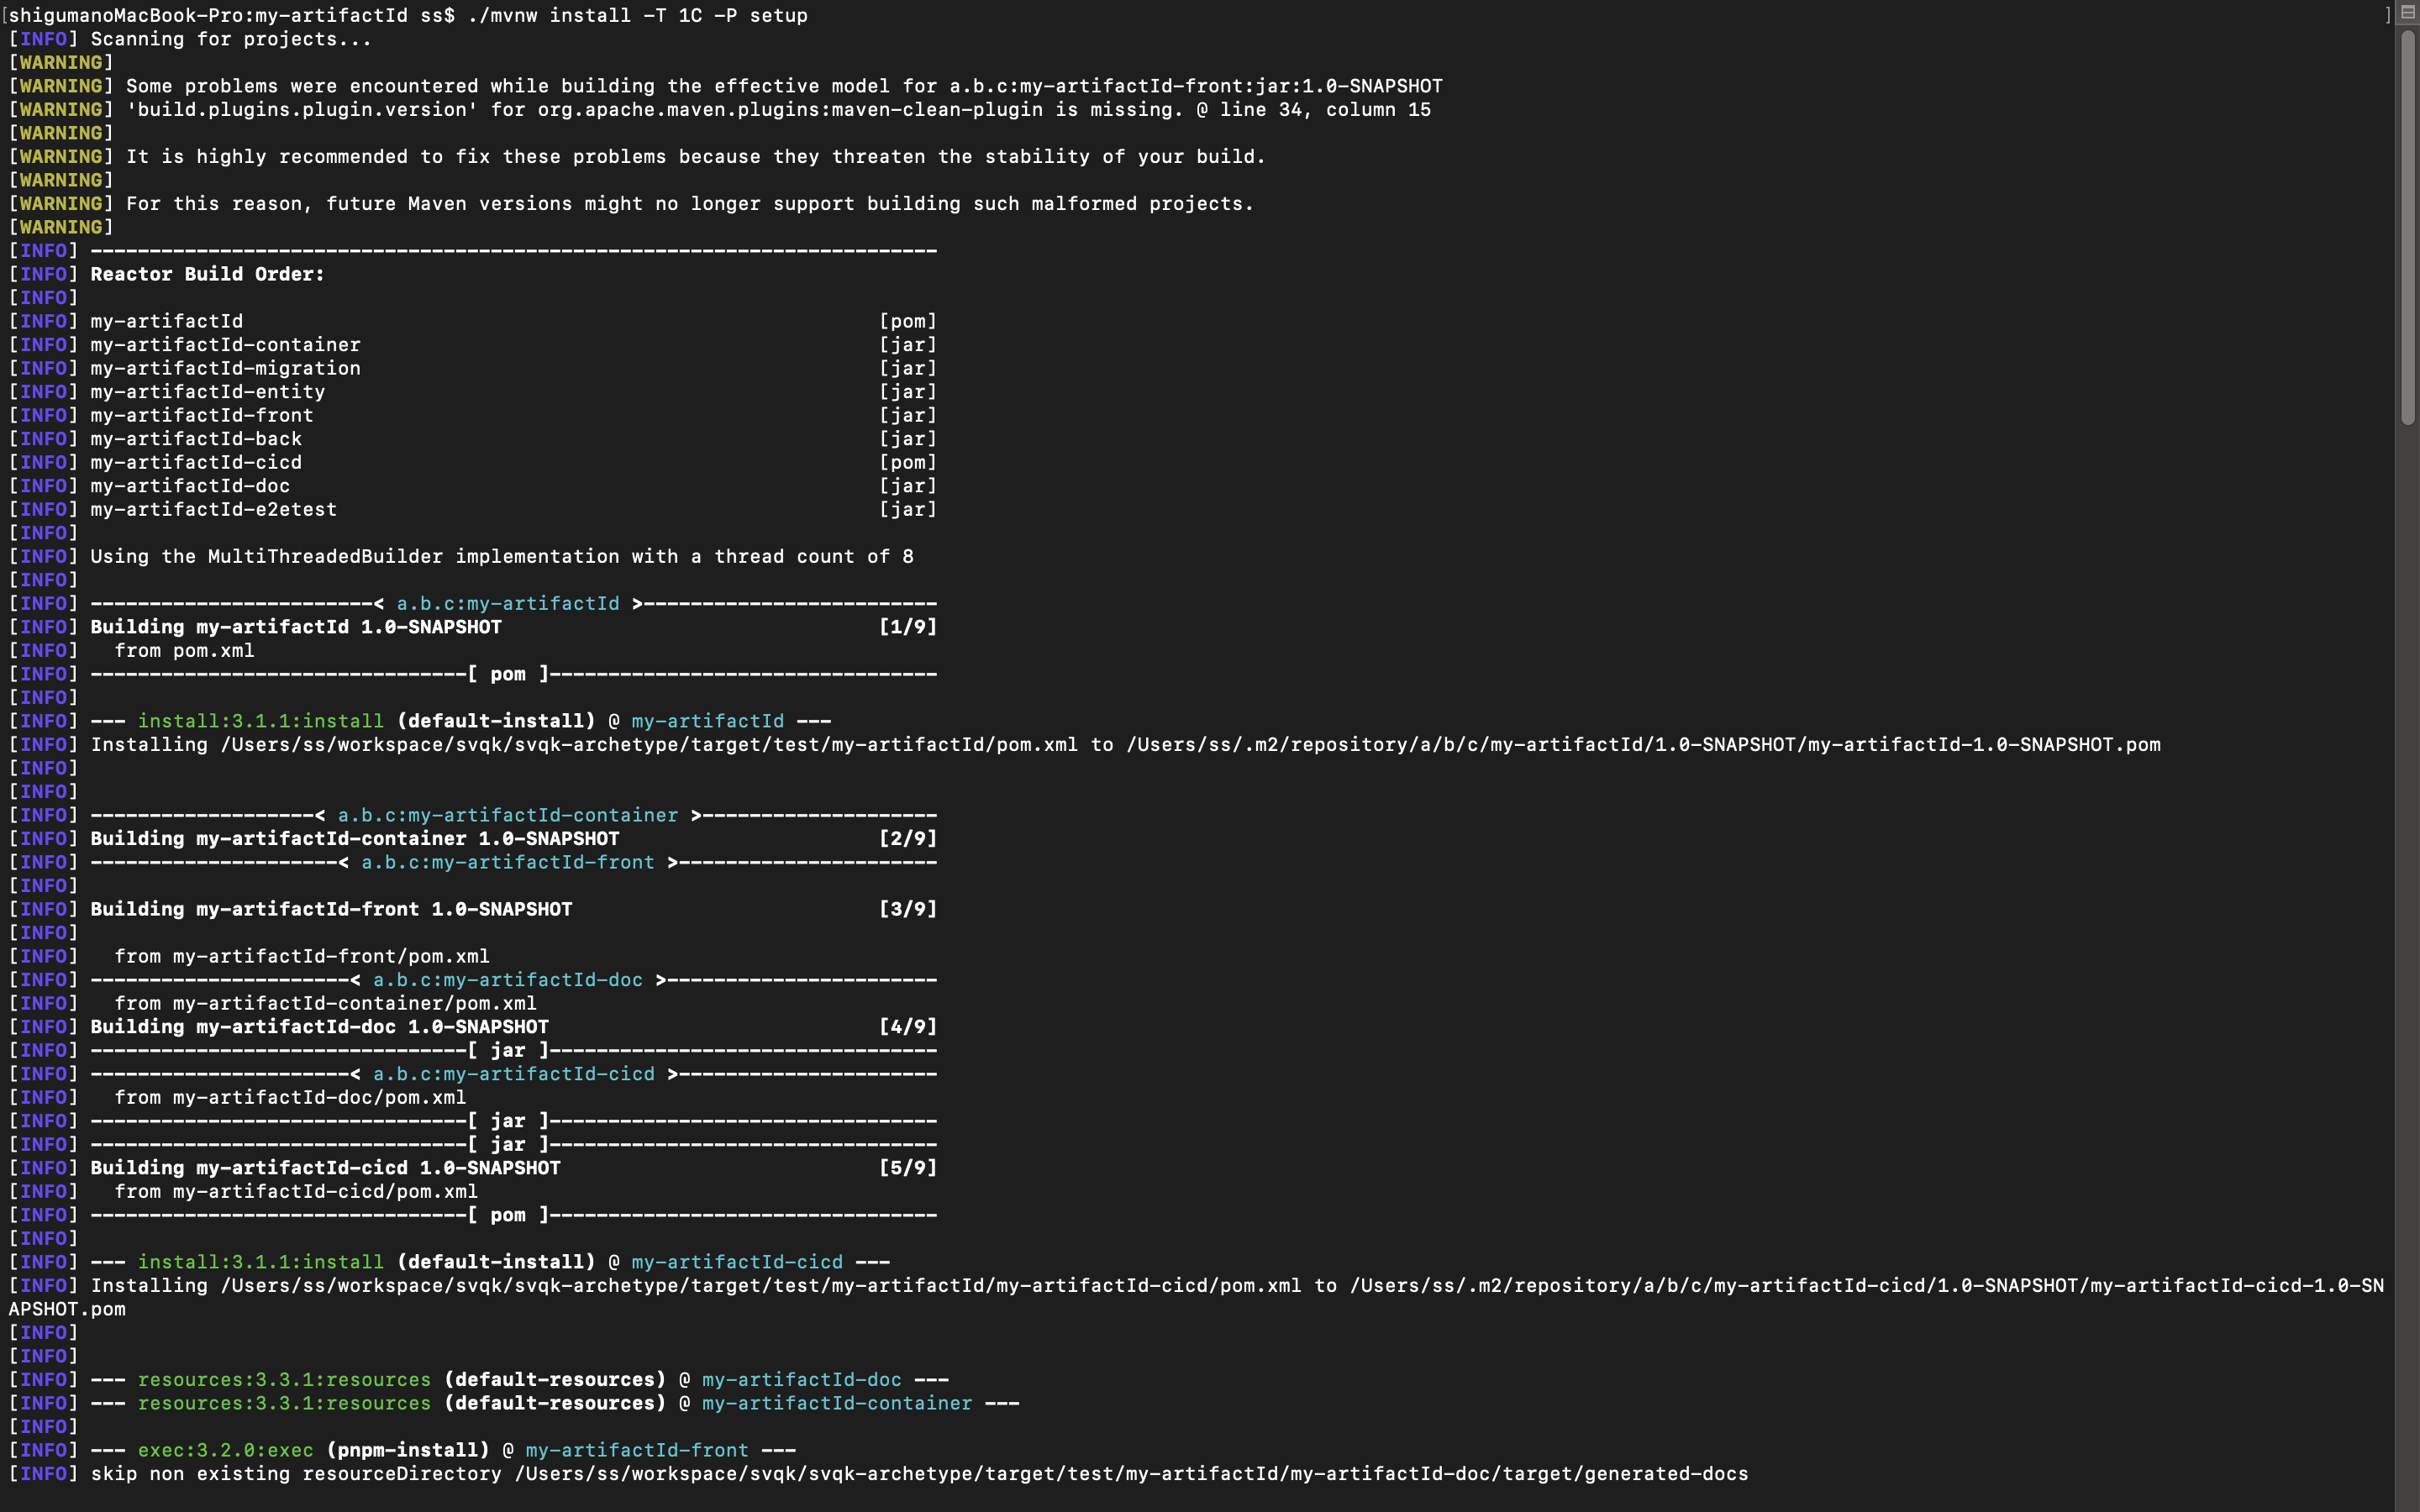 [shigumanoMacBook-Pro:my-artifactId ss$ ./mvnw install -T 1C -P setup ]
[INFO] Scanning for projects...
[WARNING]
[WARNING] Some problems were encountered while building the effective model for a.b.c:my-artifactId-front:jar:1.0-SNAPSHOT
[WARNING] 'build.plugins.plugin.version' for org.apache.maven.plugins:maven-clean-plugin is missing. @ line 34, column 15
[WARNING]
[WARNING] It is highly recommended to fix these problems because they threaten the stability of your build.
[WARNING]
[WARNING] For this reason, future Maven versions might no longer support building such malformed projects.
[WARNING]
[INFO] ------------------------------------------------------------------------
[INFO] Reactor Build Order:
[INFO]
[INFO] my-artifactId [pom]
[INFO] my-artifactId-container [jar]
[INFO] my-artifactId-migration [jar]
[INFO] my-artifactId-entity [jar]
[INFO] my-artifactId-front [jar]
[INFO] my-artifactId-back [jar]
[INFO] my-artifactId-cicd [pom]
[INFO] my-artifactId-doc [jar]
[INFO] my-artifactId-e2etest [jar]
[INFO]
[INFO] Using the MultiThreadedBuilder implementation with a thread count of 8
[INFO]
[INFO] ------------------------< a.b.c:my-artifactId >-------------------------
[INFO] Building my-artifactId 1.0-SNAPSHOT [1/9]
[INFO]   from pom.xml
[INFO] --------------------------------[ pom ]---------------------------------
[INFO]
[INFO] --- install:3.1.1:install (default-install) @ my-artifactId ---
[INFO] Installing /Users/ss/workspace/svqk/svqk-archetype/target/test/my-artifactId/pom.xml to /Users/ss/.m2/repository/a/b/c/my-artifactId/1.0-SNAPSHOT/my-artifactId-1.0-SNAPSHOT.pom
[INFO]
[INFO]
[INFO] -------------------< a.b.c:my-artifactId-container >--------------------
[INFO] Building my-artifactId-container 1.0-SNAPSHOT [2/9]
[INFO] ---------------------< a.b.c:my-artifactId-front >----------------------
[INFO]
[INFO] Building my-artifactId-front 1.0-SNAPSHOT [3/9]
[INFO]
[INFO]   from my-artifactId-front/pom.xml
[INFO] ----------------------< a.b.c:my-artifactId-doc >-----------------------
[INFO]   from my-artifactId-container/pom.xml
[INFO] Building my-artifactId-doc 1.0-SNAPSHOT [4/9]
[INFO] --------------------------------[ jar ]---------------------------------
[INFO] ----------------------< a.b.c:my-artifactId-cicd >----------------------
[INFO]   from my-artifactId-doc/pom.xml
[INFO] --------------------------------[ jar ]---------------------------------
[INFO] --------------------------------[ jar ]---------------------------------
[INFO] Building my-artifactId-cicd 1.0-SNAPSHOT [5/9]
[INFO]   from my-artifactId-cicd/pom.xml
[INFO] --------------------------------[ pom ]---------------------------------
[INFO]
[INFO] --- install:3.1.1:install (default-install) @ my-artifactId-cicd ---
[INFO] Installing /Users/ss/workspace/svqk/svqk-archetype/target/test/my-artifactId/my-artifactId-cicd/pom.xml to /Users/ss/.m2/repository/a/b/c/my-artifactId-cicd/1.0-SNAPSHOT/my-artifactId-cicd-1.0-SN
APSHOT.pom
[INFO]
[INFO]
[INFO] --- resources:3.3.1:resources (default-resources) @ my-artifactId-doc ---
[INFO] --- resources:3.3.1:resources (default-resources) @ my-artifactId-container ---
[INFO]
[INFO] --- exec:3.2.0:exec (pnpm-install) @ my-artifactId-front ---
[INFO] skip non existing resourceDirectory /Users/ss/workspace/svqk/svqk-archetype/target/test/my-artifactId/my-artifactId-doc/target/generated-docs